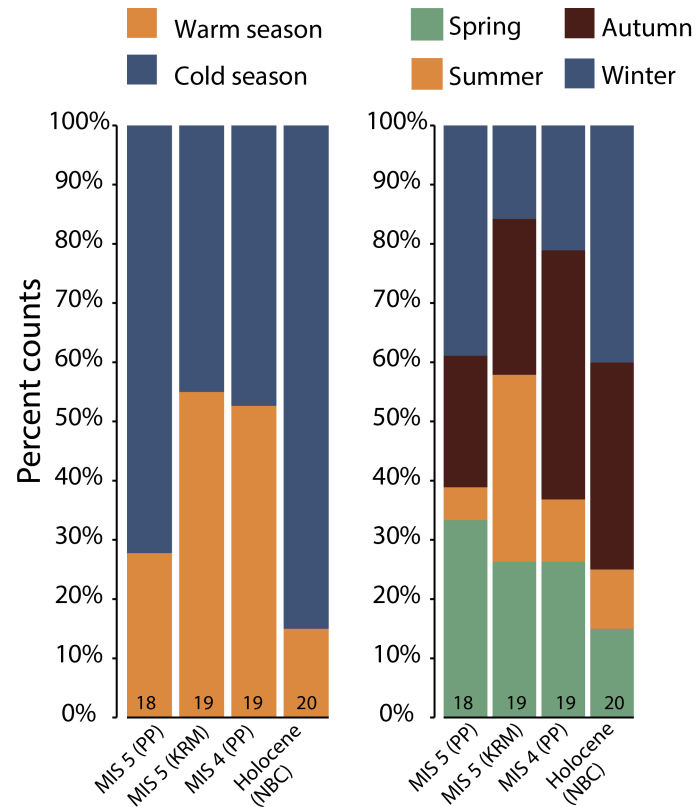 Warm season
Cold season
Spring
Autumn
Summer
Winter
Percent counts
100%
90%
80%
70%
60%
50%
40%
30%
20%
10%
0%
18
19
19
20
MIS 5 (PP)
MIS 5 (KRM)
MIS 4 (PP)
Holocene
(NBC)
100%
90%
80%
70%
60%
50%
40%
30%
20%
10%
0%
18
19
19
20
MIS 5 (PP)
MIS 5 (KRM)
MIS 4 (PP)
Holocene
(NBC)